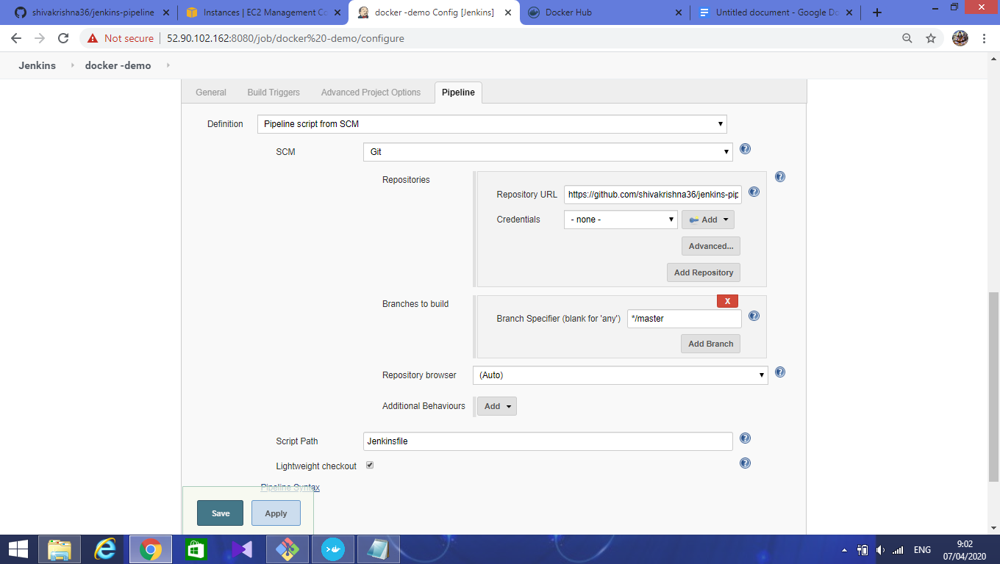 shivakrishna36/jenkins-pipeline
Instances | EC2 Management Co
docker -demo Config [Jenkins]
Docker Hub
Untitled document - Google Do
Not secure
52.90.102.162:8080/job/docker%20-demo/configure
Jenkins
docker -demo
General
Build Triggers
Advanced Project Options
Pipeline
Definition
Pipeline script from SCM
SCM
Git
Repositories
Repository URL
https://github.com/shivakrishna36/jenkins-pip
Credentials
- none -
Add
Advanced...
Add Repository
Branches to build
X
Branch Specifier (blank for 'any')
*/master
Add Branch
Repository browser
(Auto)
Additional Behaviours
Add
Script Path
Jenkinsfile
Lightweight checkout
Pipeline Syntax
Save
Apply
ENG
9:02
07/04/2020